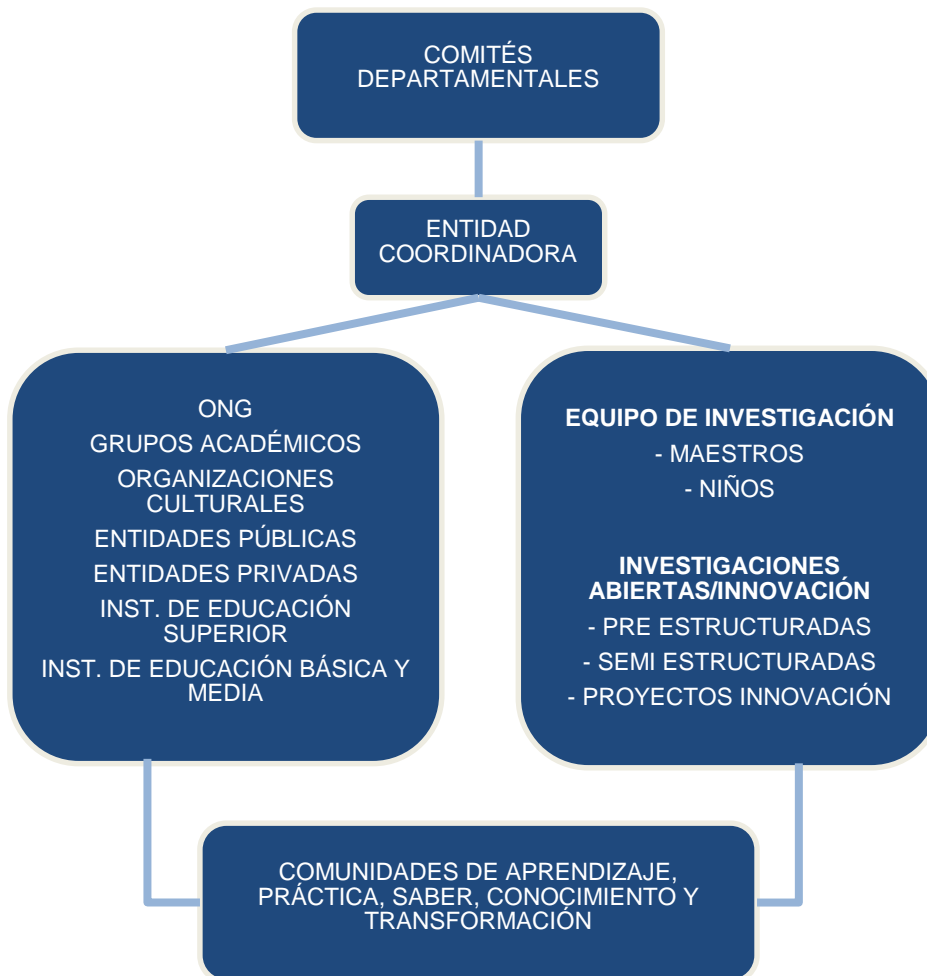 COMITÉS
DEPARTAMENTALES
ENTIDAD
COORDINADORA
ONG
GRUPOS ACADÉMICOS
ORGANIZACIONES
CULTURALES
ENTIDADES PÚBLICAS
ENTIDADES PRIVADAS
INST. DE EDUCACIÓN
SUPERIOR
INST. DE EDUCACIÓN BÁSICA Y
MEDIA
EQUIPO DE INVESTIGACIÓN
- MAESTROS
- NIÑOS
INVESTIGACIONES
ABIERTAS/INNOVACIÓN
- PRE ESTRUCTURADAS
- SEMI ESTRUCTURADAS
- PROYECTOS INNOVACIÓN
COMUNIDADES DE APRENDIZAJE,
PRÁCTICA, SABER, CONOCIMIENTO Y
TRANSFORMACIÓN